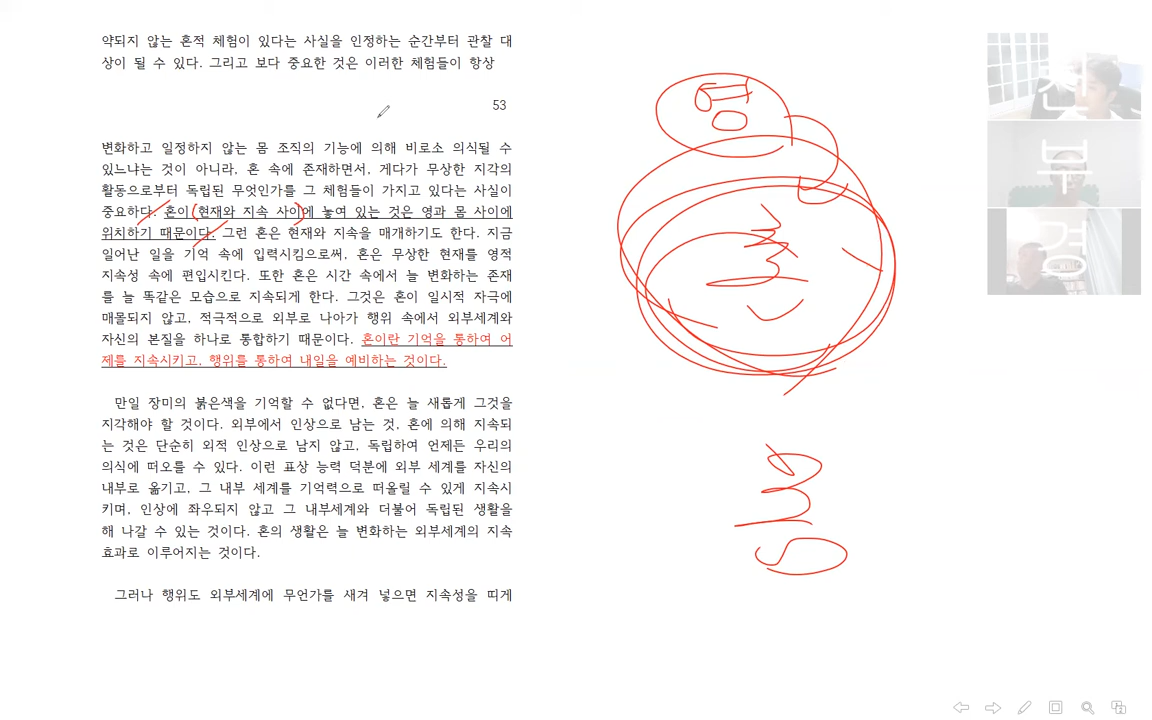 약되지 않는 혼적 체험이 있다는 사실을 인정하는 순간부터 관찰 대
상이 될 수 있다. 그리고 보다 중요한 것은 이러한 체험들이 항상
53
변화하고 일정하지 않는 몸 조직의 기능에 의해 비로소 의식될 수
있느냐는 것이 아니라, 혼 속에 존재하면서, 게다가 무상한 지각의
활동으로부터 독립된 무엇인가를 그 체험들이 가지고 있다는 사실이
중요하다. 혼이 (현재와 지속 사이)에 놓여 있는 것은 영과 몸 사이에
위치하기 때문이다. 그런 혼은 현재와 지속을 매개하기도 한다. 지금
일어난 일을 기억 속에 입력시킴으로써, 혼은 무상한 현재를 영적
지속성 속에 편입시킨다. 또한 혼은 시간 속에서 늘 변화하는 존재
를 늘 똑같은 모습으로 지속되게 한다. 그것은 혼이 일시적 자극에
매몰되지 않고, 적극적으로 외부로 나아가 행위 속에서 외부세계와
자신의 본질을 하나로 통합하기 때문이다. 혼이란 기억을 통하여 어
제를 지속시키고, 행위를 통하여 내일을 예비하는 것이다.
만일 장미의 붉은색을 기억할 수 없다면, 혼은 늘 새롭게 그것을
지각해야 할 것이다. 외부에서 인상으로 남는 것, 혼에 의해 지속되
는 것은 단순히 외적 인상으로 남지 않고, 독립하여 언제든 우리의
의식에 떠오를 수 있다. 이런 표상 능력 덕분에 외부 세계를 자신의
내부로 옮기고, 그 내부 세계를 기억력으로 떠올릴 수 있게 지속시
키며, 인상에 좌우되지 않고 그 내부세계와 더불어 독립된 생활을
해 나갈 수 있는 것이다. 혼의 생활은 늘 변화하는 외부세계의 지속
효과로 이루어지는 것이다.
그러나 행위도 외부세계에 무언가를 새겨 넣으면 지속성을 띠게
영
혼
몸
부
경